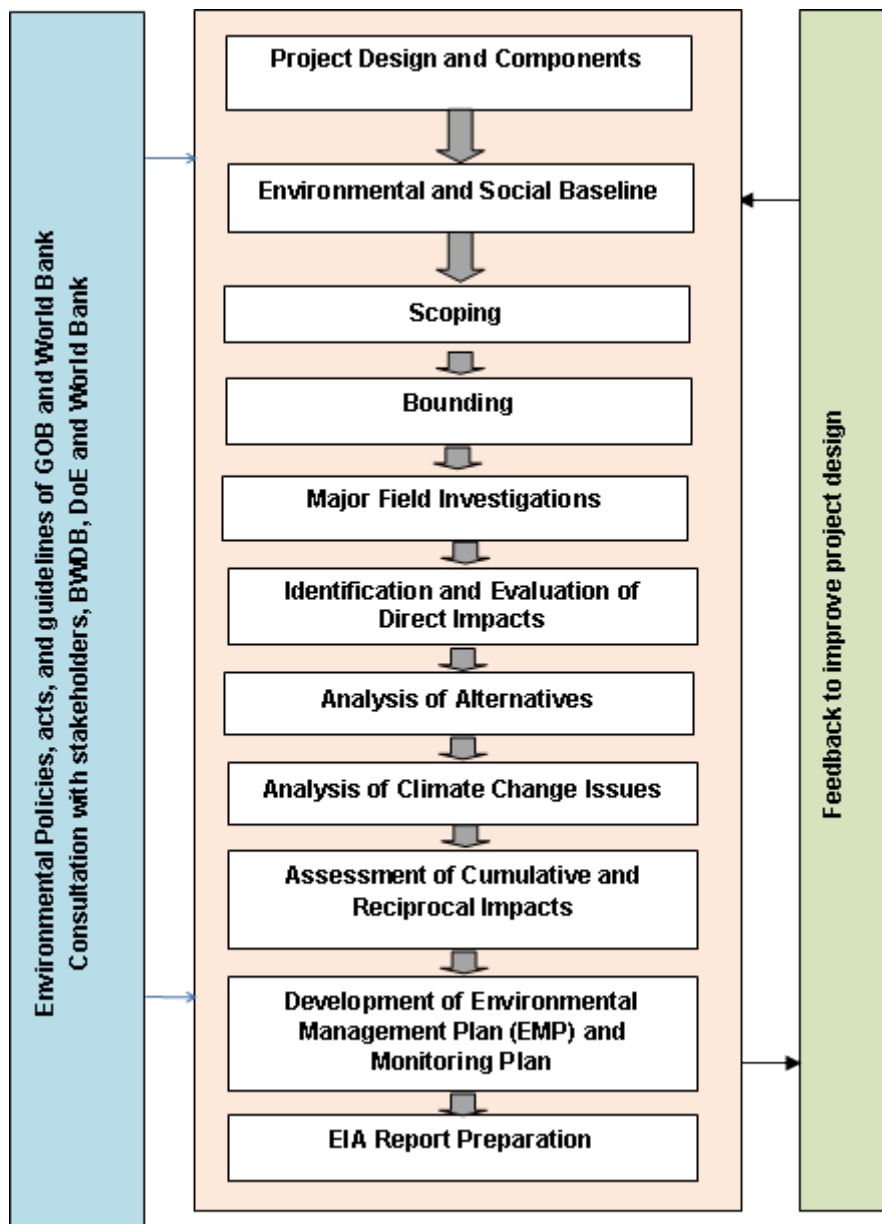 Environmental Policies, acts, and guidelines of GOB and World Bank
Consultation with stakeholders, BWDB, DoE and World Bank
Project Design and Components
Environmental and Social Baseline
Scoping
Bounding
Major Field Investigations
Identification and Evaluation of
Direct Impacts
Analysis of Alternatives
Analysis of Climate Change Issues
Assessment of Cumulative and
Reciprocal Impacts
Development of Environmental
Management Plan (EMP) and
Monitoring Plan
EIA Report Preparation
Feedback to improve project design